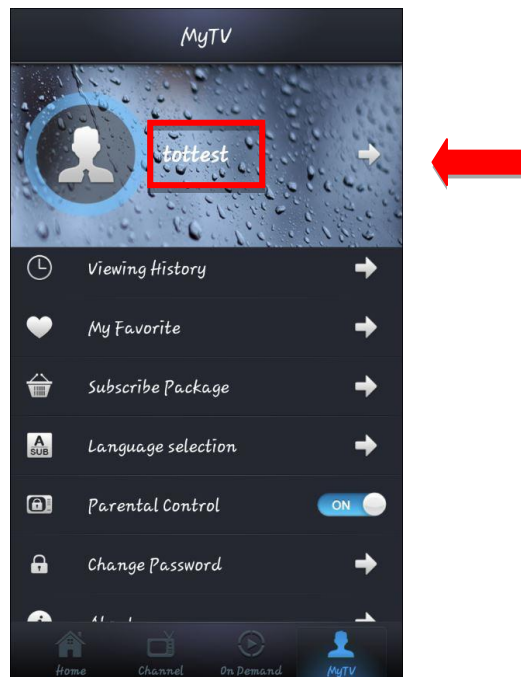 MyTV
tottest
Viewing History
My Favorite
Subscribe Package
A
SUB
Language selection
Parental Control
ON
Change Password
Home
Channel
On Demand
MyTV